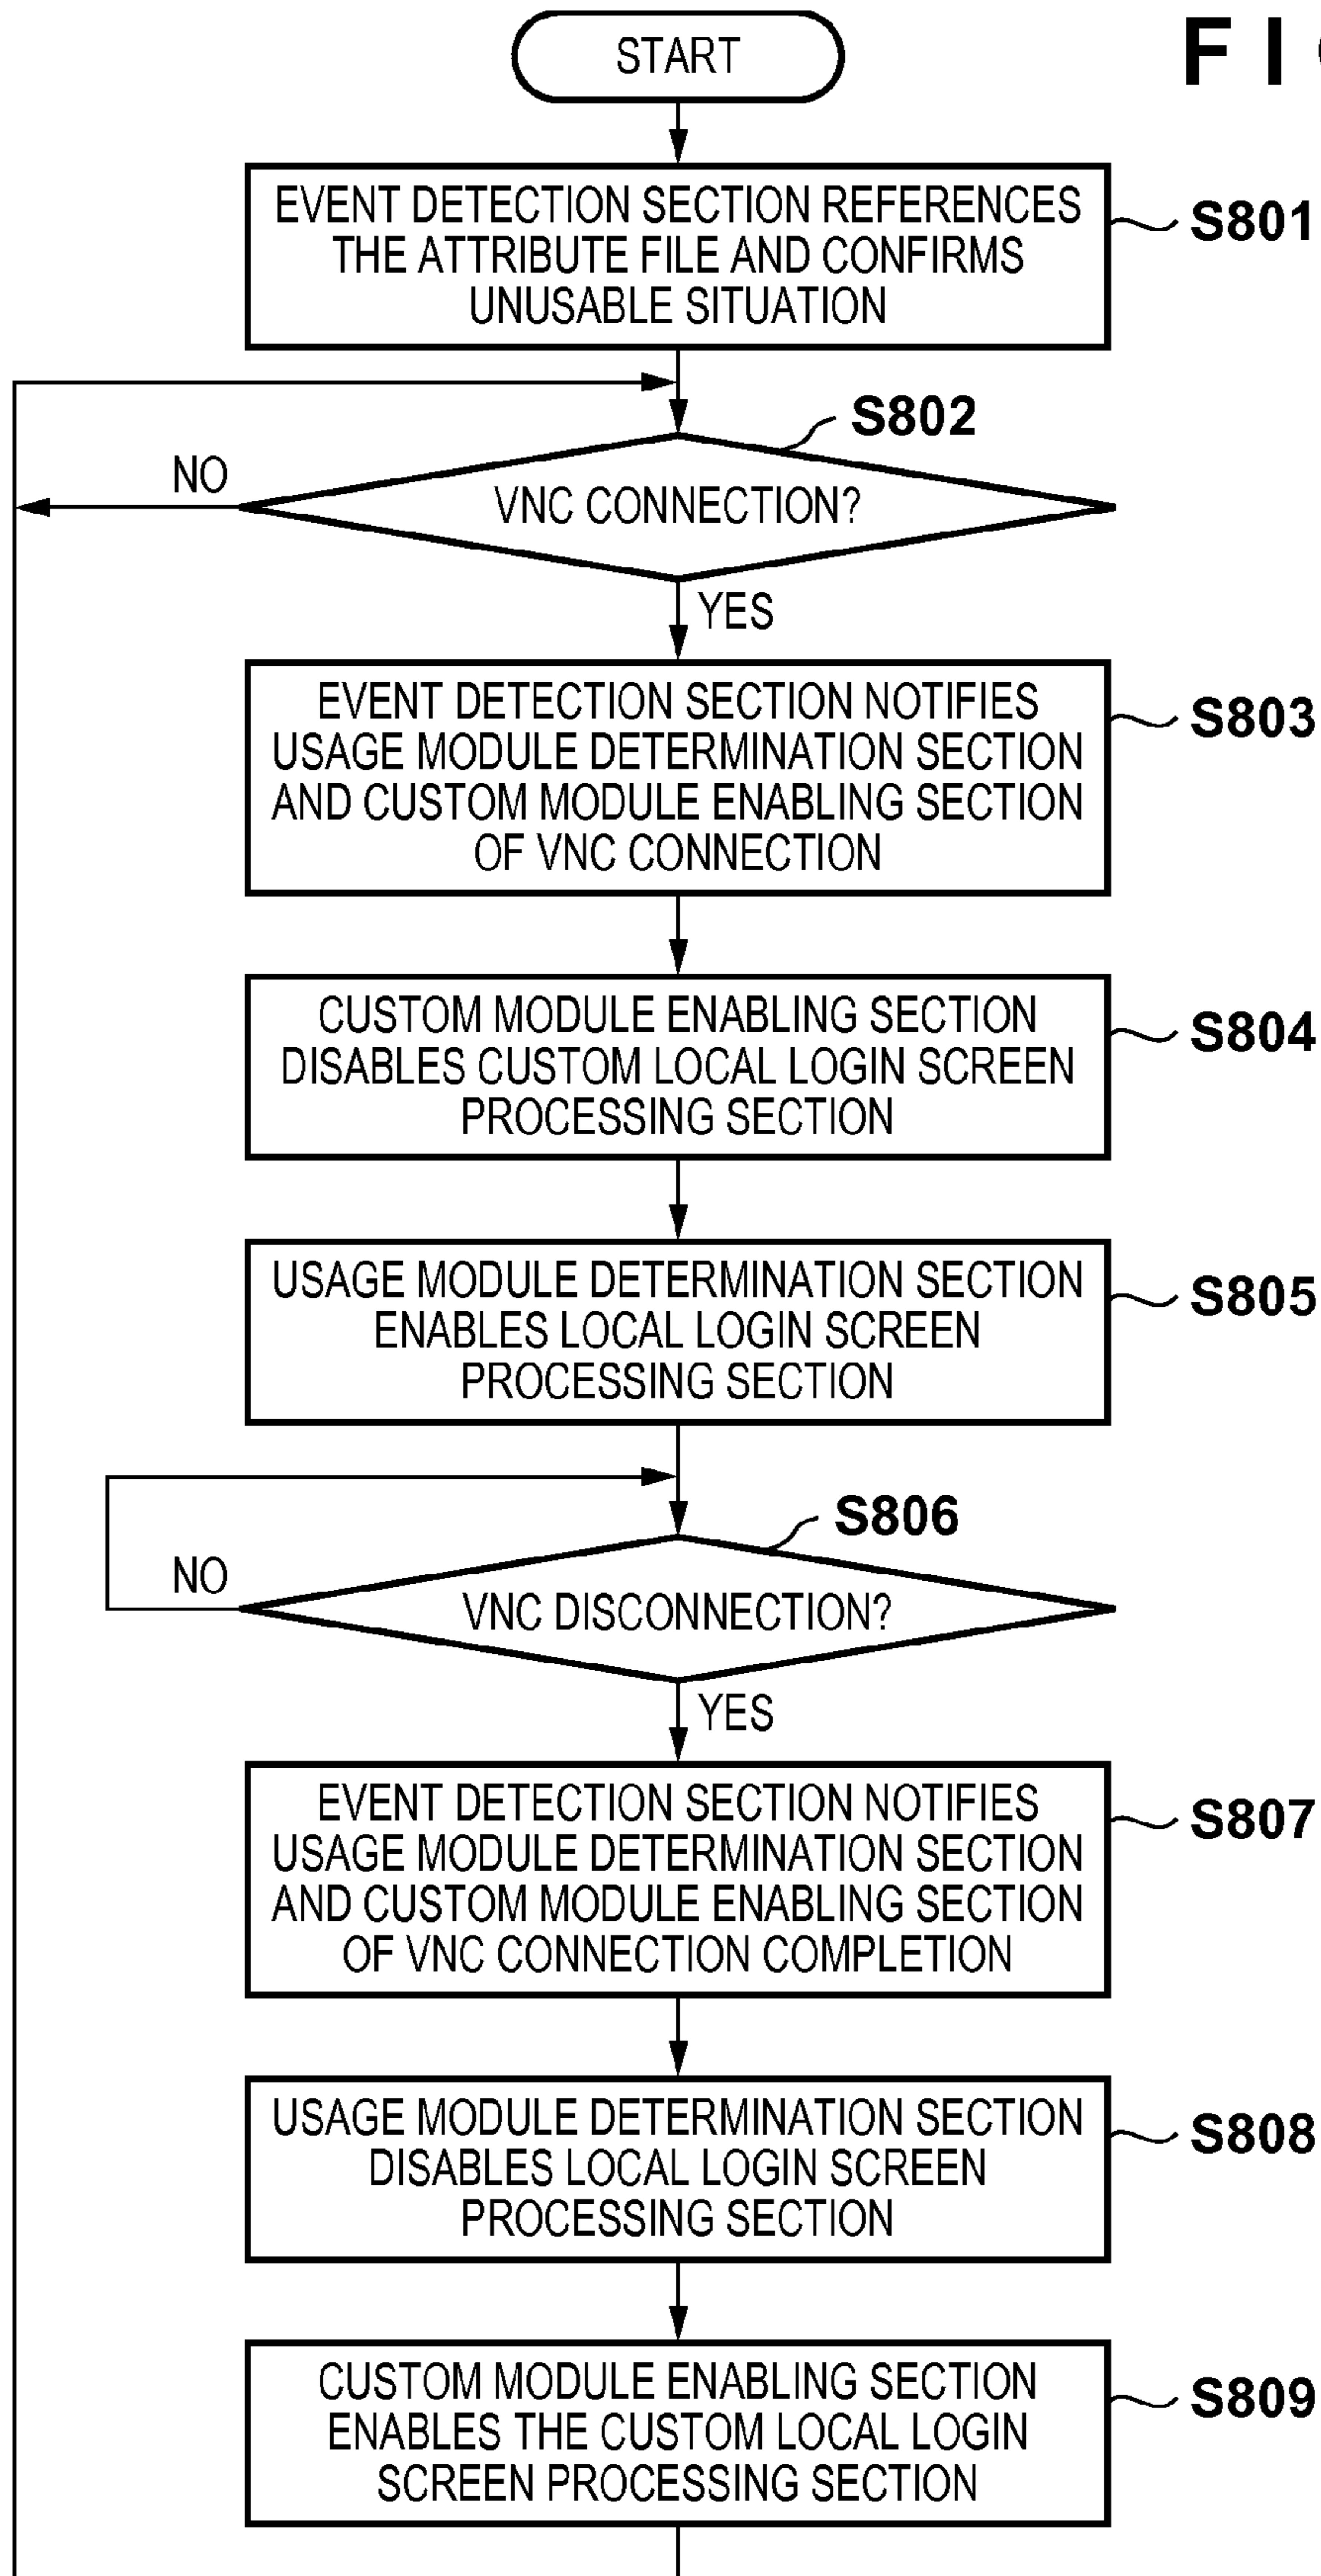 START
F I
EVENT DETECTION SECTION REFERENCES
THE ATTRIBUTE FILE AND CONFIRMS
UNUSABLE SITUATION
S801
S802
NO
VNC CONNECTION?
YES
EVENT DETECTION SECTION NOTIFIES
USAGE MODULE DETERMINATION SECTION
AND CUSTOM MODULE ENABLING SECTION
OF VNC CONNECTION
S803
CUSTOM MODULE ENABLING SECTION
DISABLES CUSTOM LOCAL LOGIN SCREEN
PROCESSING SECTION
S804
USAGE MODULE DETERMINATION SECTION
ENABLES LOCAL LOGIN SCREEN
PROCESSING SECTION
S805
S806
NO
VNC DISCONNECTION?
YES
EVENT DETECTION SECTION NOTIFIES
USAGE MODULE DETERMINATION SECTION
AND CUSTOM MODULE ENABLING SECTION
OF VNC CONNECTION COMPLETION
S807
USAGE MODULE DETERMINATION SECTION
DISABLES LOCAL LOGIN SCREEN
PROCESSING SECTION
S808
CUSTOM MODULE ENABLING SECTION
ENABLES THE CUSTOM LOCAL LOGIN
SCREEN PROCESSING SECTION
S809